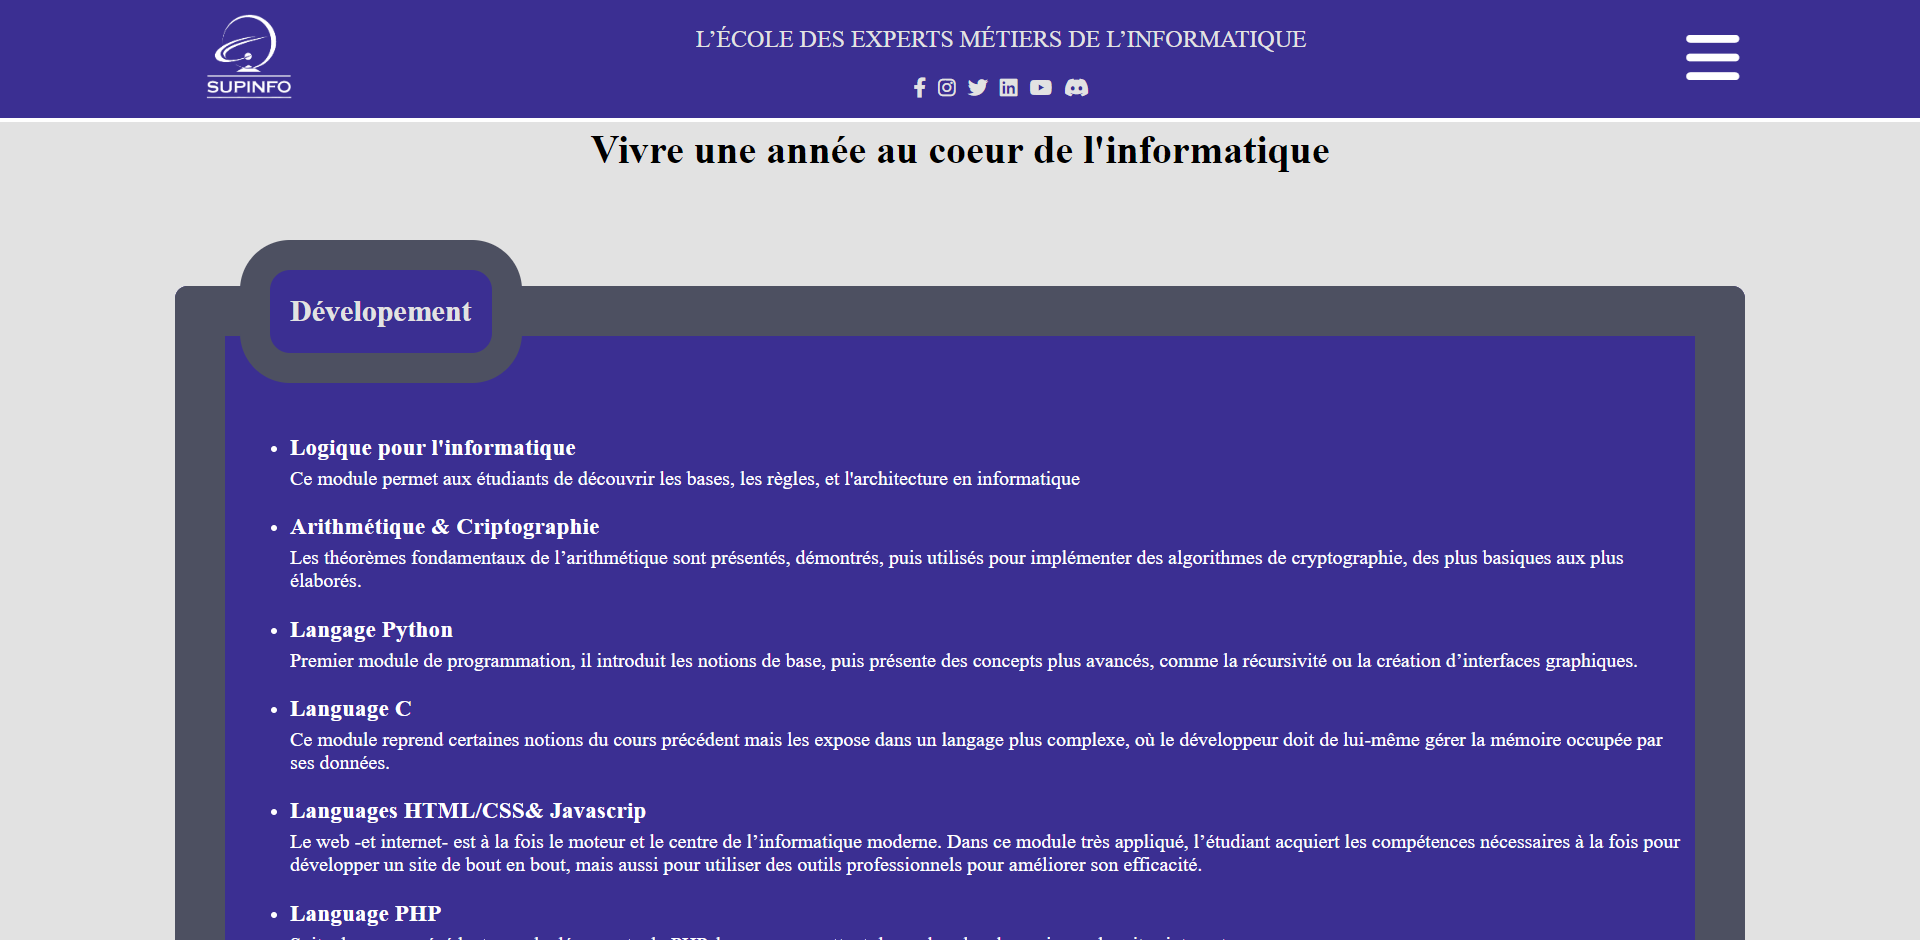 SUPINFO
L’ÉCOLE DES EXPERTS MÉTIERS DE L’INFORMATIQUE
Vivre une année au coeur de l'informatique
Dévelopement
Logique pour l'informatique
Ce module permet aux étudiants de découvrir les bases, les règles, et l'architecture en informatique
Arithmétique & Criptographie
Les théorèmes fondamentaux de l’arithmétique sont présentés, démontrés, puis utilisés pour implémenter des algorithmes de cryptographie, des plus basiques aux plus
élaborés.
Langage Python
Premier module de programmation, il introduit les notions de base, puis présente des concepts plus avancés, comme la récursivité ou la création d’interfaces graphiques.
Language C
Ce module reprend certaines notions du cours précédent mais les expose dans un langage plus complexe, où le développeur doit de lui-même gérer la mémoire occupée par
ses données.
Languages HTML/CSS& Javascrip
Le web -et internet- est à la fois le moteur et le centre de l’informatique moderne. Dans ce module très appliqué, l’étudiant acquiert les compétences nécessaires à la fois pour
développer un site de bout en bout, mais aussi pour utiliser des outils professionnels pour améliorer son efficacité.
Language PHP